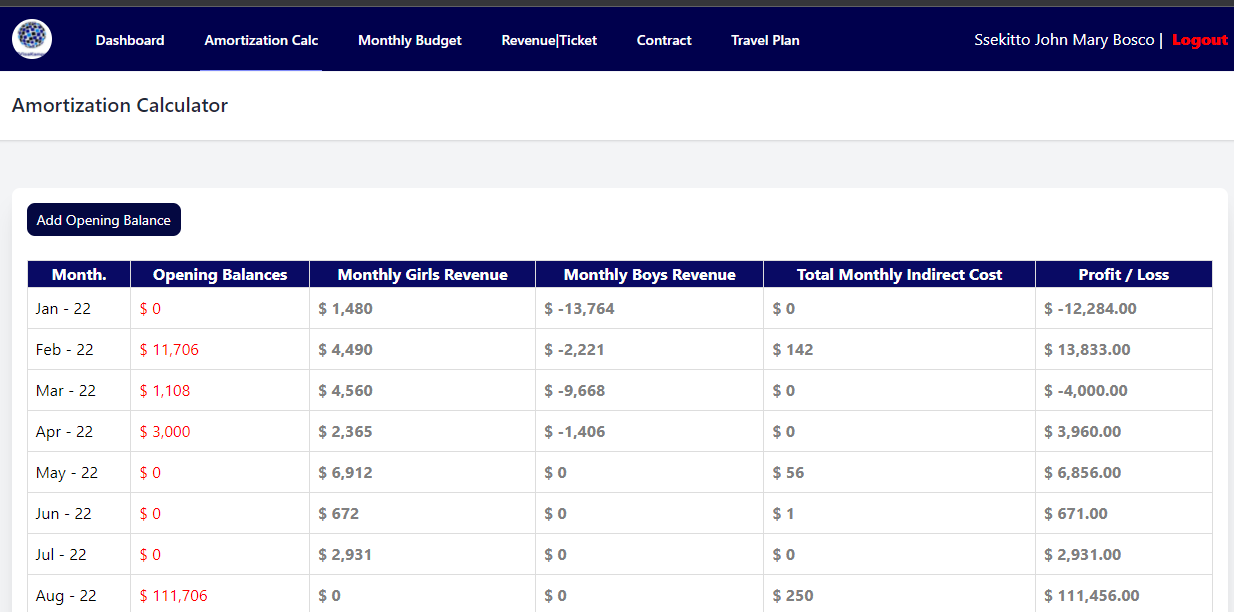 Dashboard Amortization Calc Monthly Budget Revenue|Ticket Contract Travel Plan Ssekitto John Mary Bosco | Logout
Amortization Calculator
Add Opening Balance
Month. Opening Balances Monthly Girls Revenue Monthly Boys Revenue Total Monthly Indirect Cost Profit / Loss
Jan - 22 $ 0 $ 1,480 $ -13,764 $ 0 $ -12,284.00
Feb - 22 $ 11,706 $ 4,490 $ -2,221 $ 142 $ 13,833.00
Mar - 22 $ 1,108 $ 4,560 $ -9,668 $ 0 $ -4,000.00
Apr - 22 $ 3,000 $ 2,365 $ -1,406 $ 0 $ 3,960.00
May - 22 $ 0 $ 6,912 $ 0 $ 56 $ 6,856.00
Jun - 22 $ 0 $ 672 $ 0 $ 1 $ 671.00
Jul - 22 $ 0 $ 2,931 $ 0 $ 0 $ 2,931.00
Aug - 22 $ 111,706 $ 0 $ 0 $ 250 $ 111,456.00